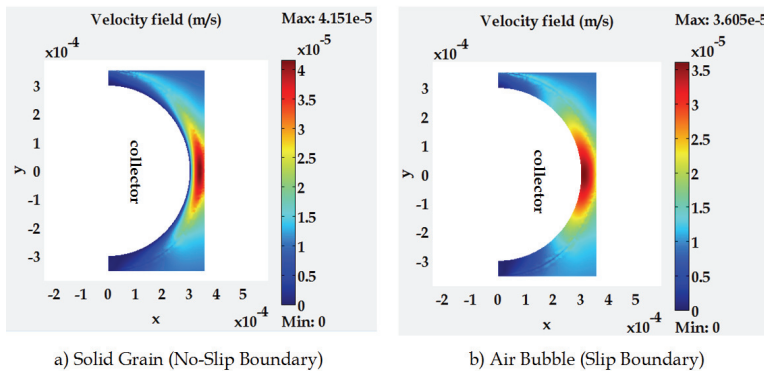 Velocity field (m/s)
Max: 4.151e-5
x10⁻⁴
x10⁻⁵
3
2
1
0
-1
-2
-3
y
collector
4
3.5
3
2.5
2
1.5
1
0.5
0
-2 -1 0 1 2 3 4 5
x
x10⁻⁴
Min: 0
a) Solid Grain (No-Slip Boundary)
Velocity field (m/s)
Max: 3.605e-5
x10⁻⁴
x10⁻⁵
3
2
1
0
-1
-2
-3
y
collector
3.5
3
2.5
2
1.5
1
0.5
0
-2 -1 0 1 2 3 4 5
x
x10⁻⁴
Min: 0
b) Air Bubble (Slip Boundary)